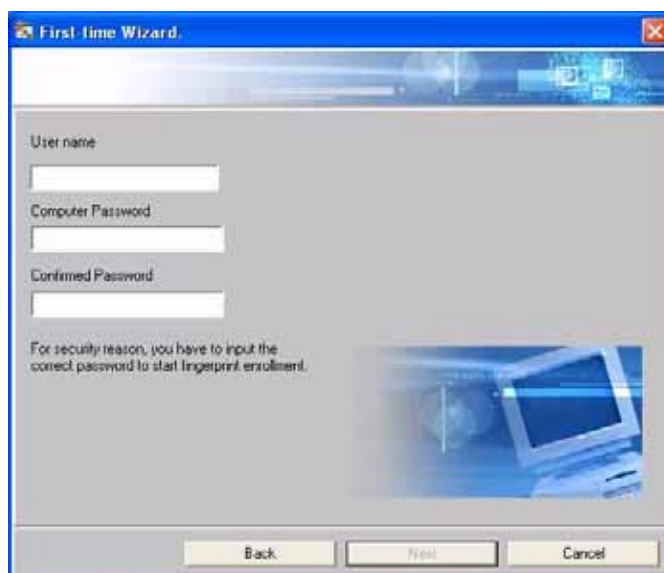 First-time Wizard.
User name
Computer Password
Confirmed Password
For security reason, you have to input the
correct password to start fingerprint enrollment.
Back
Next
Cancel